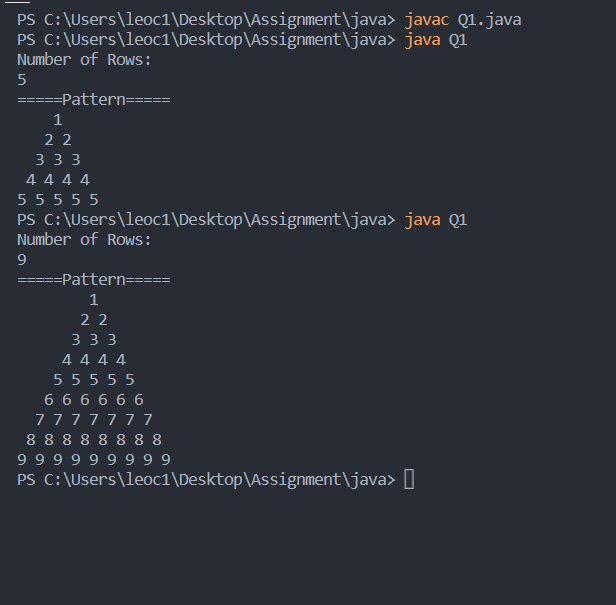 PS C:\Users\leoc1\Desktop\Assignment\java> javac Q1.java
PS C:\Users\leoc1\Desktop\Assignment\java> java Q1
Number of Rows:
5
=====Pattern=====
    1
   2 2
  3 3 3
 4 4 4 4
5 5 5 5 5
PS C:\Users\leoc1\Desktop\Assignment\java> java Q1
Number of Rows:
9
=====Pattern=====
        1
       2 2
      3 3 3
     4 4 4 4
    5 5 5 5 5
   6 6 6 6 6 6
  7 7 7 7 7 7 7
 8 8 8 8 8 8 8 8
9 9 9 9 9 9 9 9 9
PS C:\Users\leoc1\Desktop\Assignment\java>